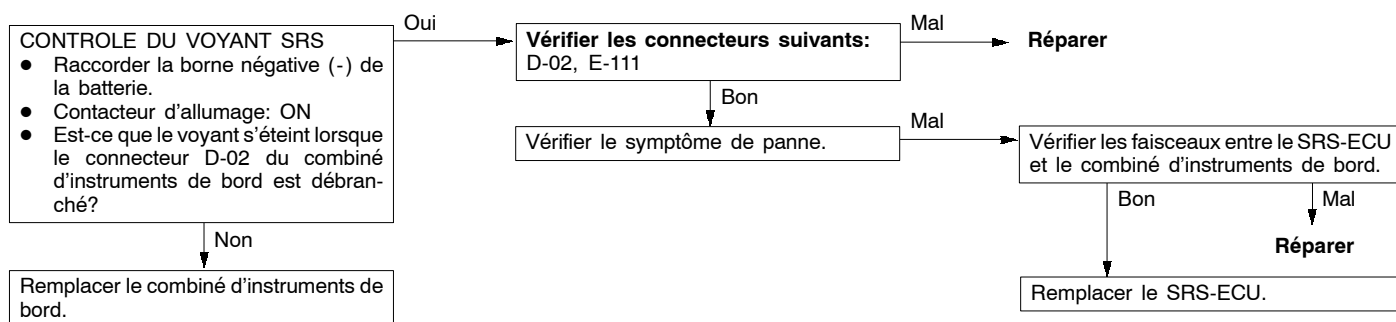 CONTROLE DU VOYANT SRS
● Raccorder la borne négative (-) de
la batterie.
● Contacteur d'allumage: ON
● Est-ce que le voyant s'éteint lorsque
le connecteur D-02 du combiné
d'instruments de bord est débran-
ché?
Oui
Non
Remplacer le combiné d'instruments de
bord.
Vérifier les connecteurs suivants:
D-02, E-111
Mal
Réparer
Bon
Vérifier le symptôme de panne.
Mal
Vérifier les faisceaux entre le SRS-ECU
et le combiné d'instruments de bord.
Bon
Mal
Réparer
Remplacer le SRS-ECU.